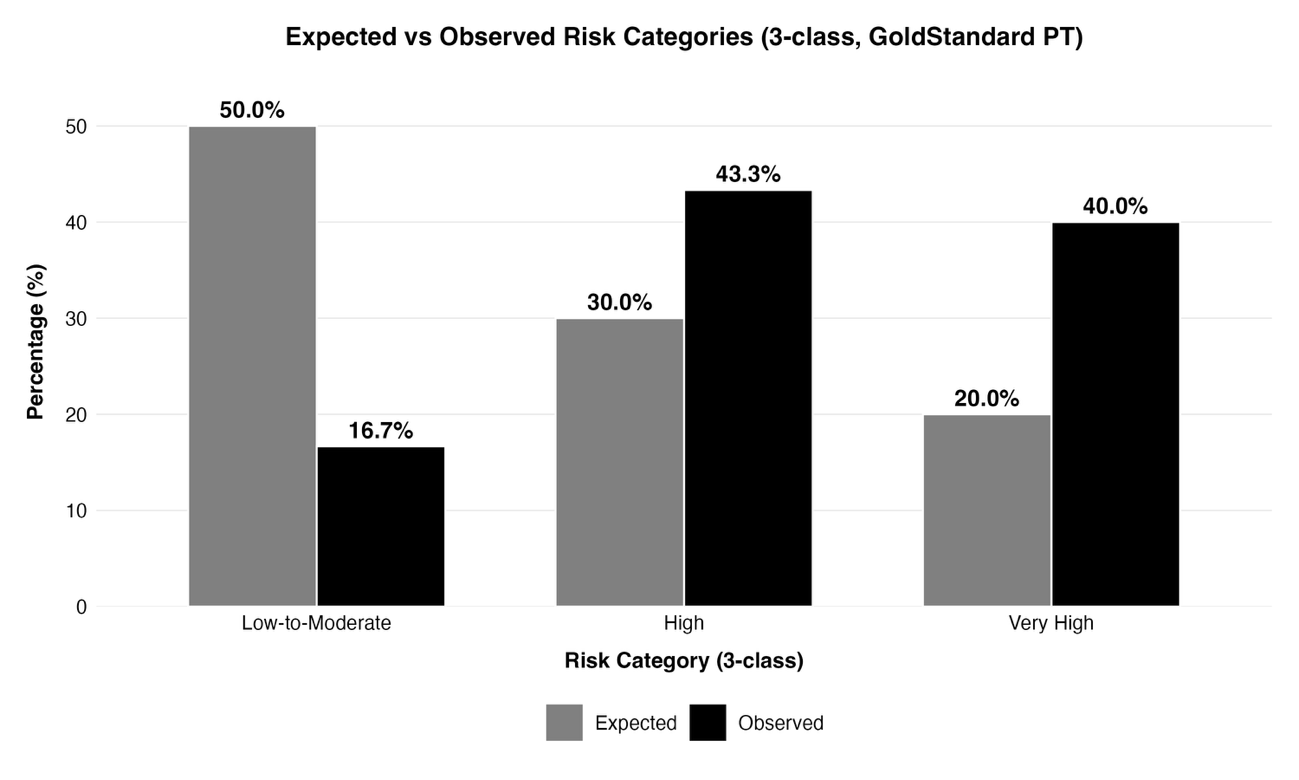 Expected vs Observed Risk Categories (3-class, GoldStandard PT)
50.0%
16.7%
30.0%
43.3%
20.0%
40.0%
50
40
30
20
10
0
Percentage (%)
Low-to-Moderate High Very High
Risk Category (3-class)
Expected Observed